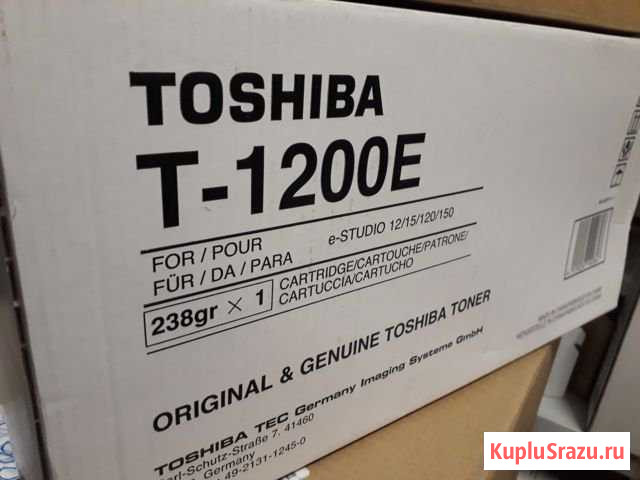 TOSHIBA
T-1200E
FOR / POUR
FÜR / DA / PARA
e-STUDIO 12/15/120/150
238gr × 1
CARTRIDGE/CARTOUCHE/PATRONE/
CARTUCCIA/CARTUCHO
ORIGINAL & GENUINE TOSHIBA TONER
TOSHIBA TEC Germany Imaging Systems GmbH
Carl-Schutz-Straße 7, 41460
Germany
49-2131-1245-0
KupluSrazu.ru